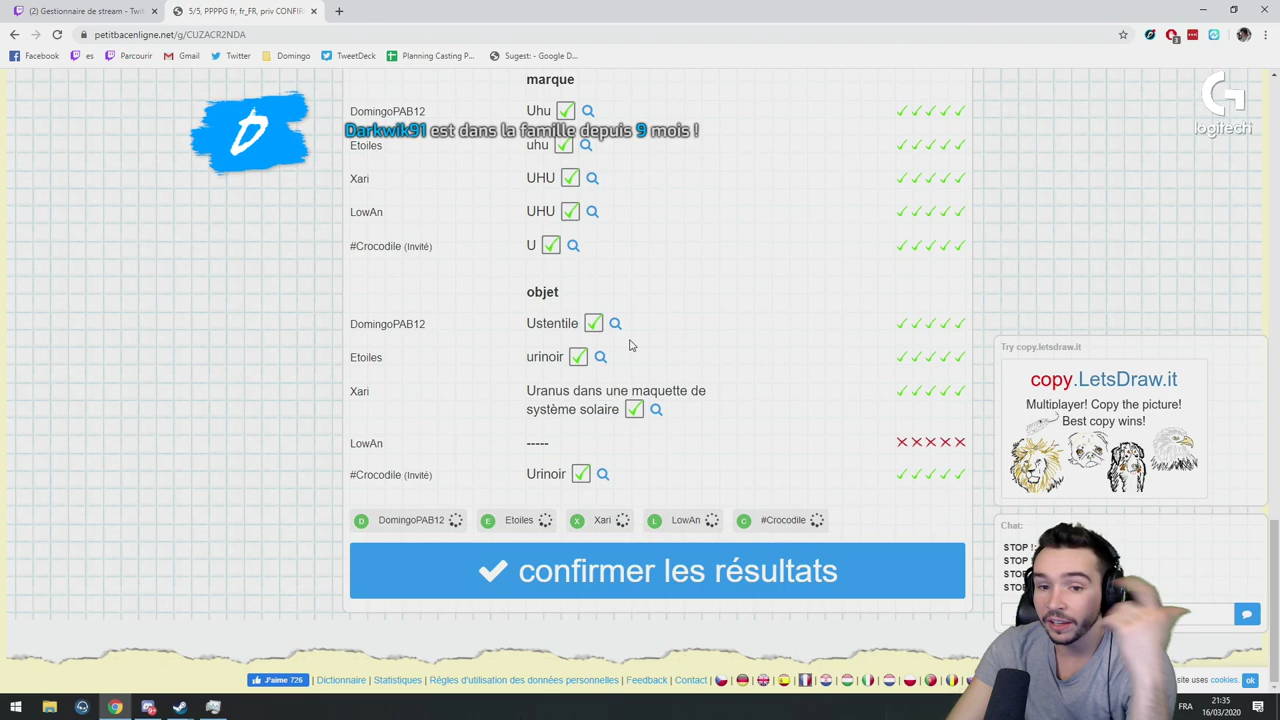 (2) Gestionnaire de stream - Twit
5/5, PPPPG fr, fr_FR, priv CONFIR
petitbacenligne.net/g/CUZACR2NDA
Facebook
es
Parcourir
Gmail
Twitter
Domingo
TweetDeck
Planning Casting P...
Sugest: - Google D...
D
logitech
marque
DomingoPAB12 Uhu
Darkwik91 est dans la famille depuis 9 mois !
Etoiles uhu
Xari UHU
LowAn UHU
#Crocodile (Invité) U
objet
DomingoPAB12 Ustentile
Etoiles urinoir
Xari Uranus dans une maquette de
système solaire
LowAn -----
#Crocodile (Invité) Urinoir
D DomingoPAB12 E Etoiles X Xari L LowAn C #Crocodile
confirmer les résultats
Try copy.letsdraw.it
copy.LetsDraw.it
Multiplayer! Copy the picture!
Best copy wins!
Chat:
STOP !
STOP !
STOP
STOP
J'aime 726 | Dictionnaire | Statistiques | Règles d'utilisation des données personnelles | Feedback | Contact |
site uses cookies. ok
FRA
21:35
16/03/2020